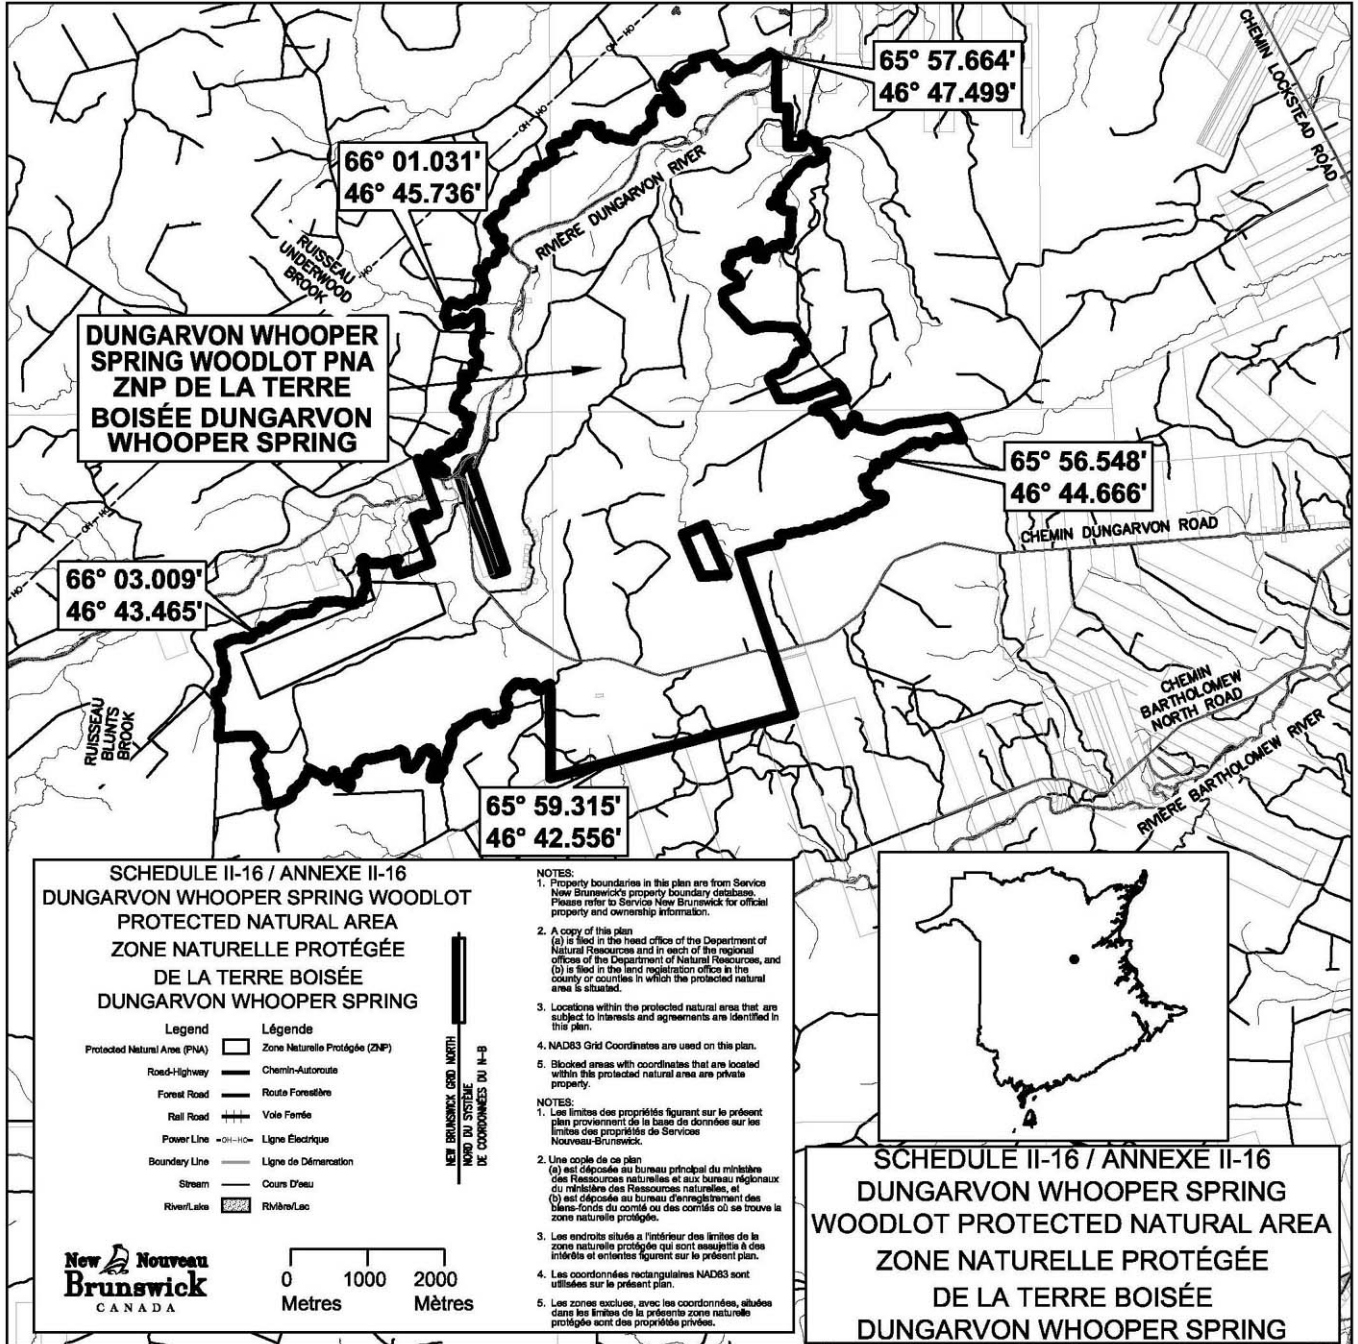 65° 57.664'
46° 47.499'
CHEMIN LOCKSTEAD ROAD
OH - HO
OH - HO
66° 01.031'
46° 45.736'
RIVIÈRE DUNGARVON RIVER
RUISSEAU
UNDERWOOD
BROOK
HO
DUNGARVON WHOOPER
SPRING WOODLOT PNA
ZNP DE LA TERRE
BOISÉE DUNGARVON
WHOOPER SPRING
65° 56.548'
46° 44.666'
OH - HO
CHEMIN DUNGARVON ROAD
66° 03.009'
46° 43.465'
HO
CHEMIN
BARTHOLOMEW
NORTH ROAD
RUISSEAU
BLUNTS
BROOK
RIVIÈRE BARTHOLOMEW RIVER
65° 59.315'
46° 42.556'
SCHEDULE II-16 / ANNEXE II-16
DUNGARVON WHOOPER SPRING WOODLOT
PROTECTED NATURAL AREA
ZONE NATURELLE PROTÉGÉE
DE LA TERRE BOISÉE
DUNGARVON WHOOPER SPRING
Legend Légende
Protected Natural Area (PNA) Zone Naturelle Protégée (ZNP)
Road-Highway Chemin-Autoroute
Forest Road Route Forestière
Rail Road Voie Ferrée
Power Line -OH-HO- Ligne Électrique
Boundary Line Ligne de Démarcation
Stream Cours D'eau
River/Lake Rivière/Lac
NEW BRUNSWICK GRID NORTH
NORD DU SYSTÈME
DE COORDONNÉES DU N-B
New Nouveau
Brunswick
CANADA
0 1000 2000
Metres Mètres
NOTES:
1. Property boundaries in this plan are from Service
New Brunswick's property boundary database.
Please refer to Service New Brunswick for official
property and ownership information.
2. A copy of this plan
(a) is filed in the head office of the Department of
Natural Resources and in each of the regional
offices of the Department of Natural Resources, and
(b) is filed in the land registration office in the
county or counties in which the protected natural
area is situated.
3. Locations within the protected natural area that are
subject to interests and agreements are identified in
this plan.
4. NAD83 Grid Coordinates are used on this plan.
5. Blocked areas with coordinates that are located
within this protected natural area are private
property.
NOTES:
1. Les limites des propriétés figurant sur le présent
plan proviennent de la base de données sur les
limites des propriétés de Services
Nouveau-Brunswick.
2. Une copie de ce plan
(a) est déposée au bureau principal du ministère
des Ressources naturelles et aux bureau régionaux
du ministère des Ressources naturelles, et
(b) est déposée au bureau d'enregistrement des
biens-fonds du comté ou des comtés où se trouve la
zone naturelle protégée.
3. Les endroits situés a l'intérieur des limites de la
zone naturelle protégée qui sont assujettis à des
intérêts et ententes figurent sur le présent plan.
4. Les coordonnées rectangulaires NAD83 sont
utilisées sur le présent plan.
5. Les zones exclues, avec les coordonnées, situées
dans les limites de la présente zone naturelle
protégée sont des propriétés privées.
SCHEDULE II-16 / ANNEXE II-16
DUNGARVON WHOOPER SPRING
WOODLOT PROTECTED NATURAL AREA
ZONE NATURELLE PROTÉGÉE
DE LA TERRE BOISÉE
DUNGARVON WHOOPER SPRING